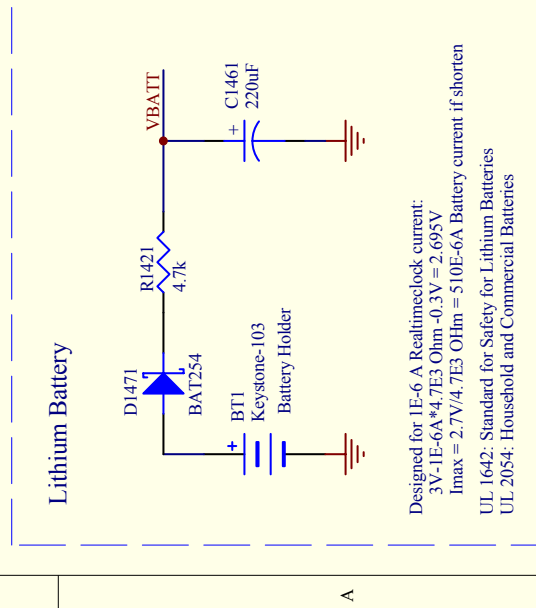 Lithium Battery
D1471
BAT254
R1421
4.7k
VBATT
+
C1461
220uF
+
BT1
Keystone-103
Battery Holder
Designed for 1E-6 A Realtimeclock current:
3V-1E-6A*4.7E3 Ohm -0.3V = 2.695V
Imax = 2.7V/4.7E3 OHm = 510E-6A Battery current if shorten
UL 1642: Standard for Safety for Lithium Batteries
UL 2054: Household and Commercial Batteries
A